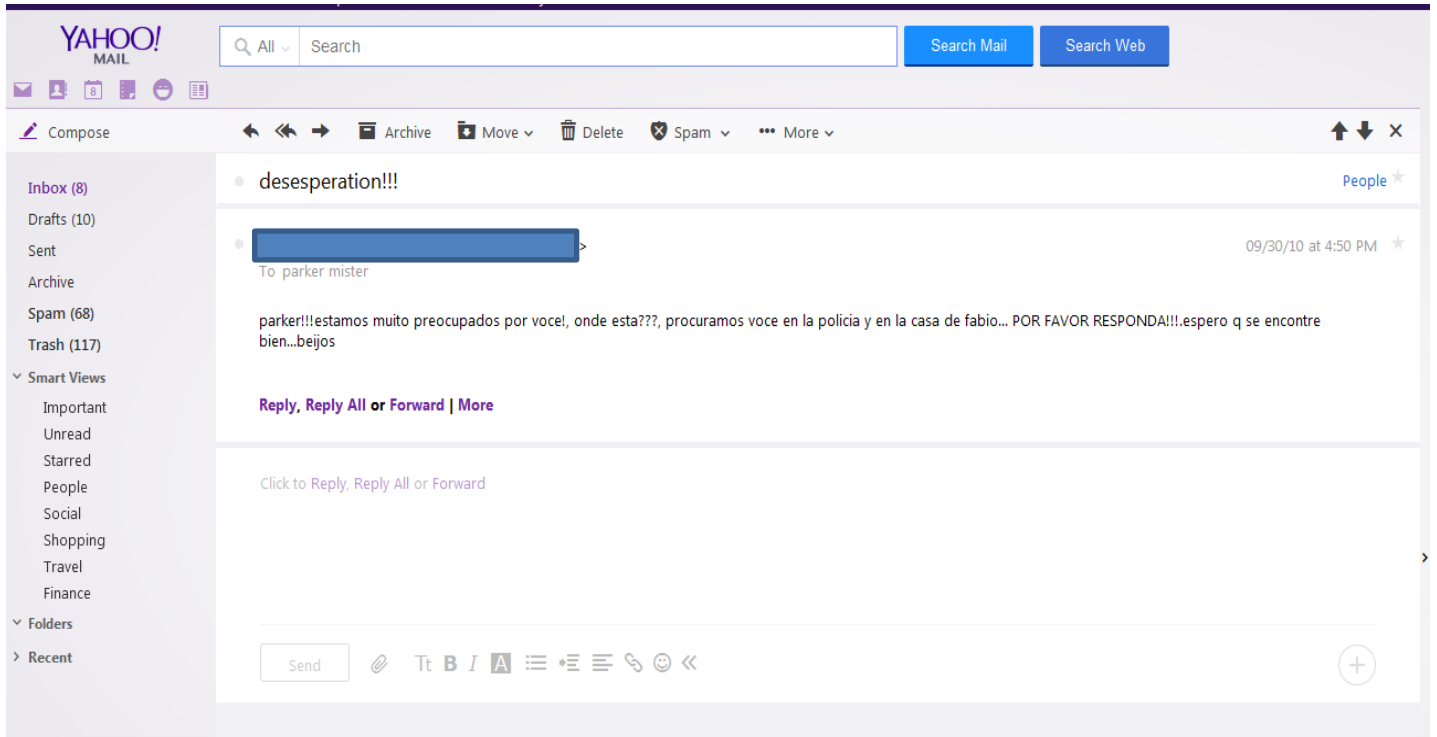 YAHOO!
MAIL
All Search Search Mail Search Web
8
Compose Archive Move Delete Spam ••• More
Inbox (8)
Drafts (10)
Sent
Archive
Spam (68)
Trash (117)
Smart Views
Important
Unread
Starred
People
Social
Shopping
Travel
Finance
Folders
Recent
desesperation!!! People
> 09/30/10 at 4:50 PM
To parker mister
parker!!!estamos muito preocupados por voce!, onde esta???, procuramos voce en la policia y en la casa de fabio... POR FAVOR RESPONDA!!!.espero q se encontre
bien...beijos
Reply, Reply All or Forward | More
Click to Reply, Reply All or Forward
Send Tt B I A